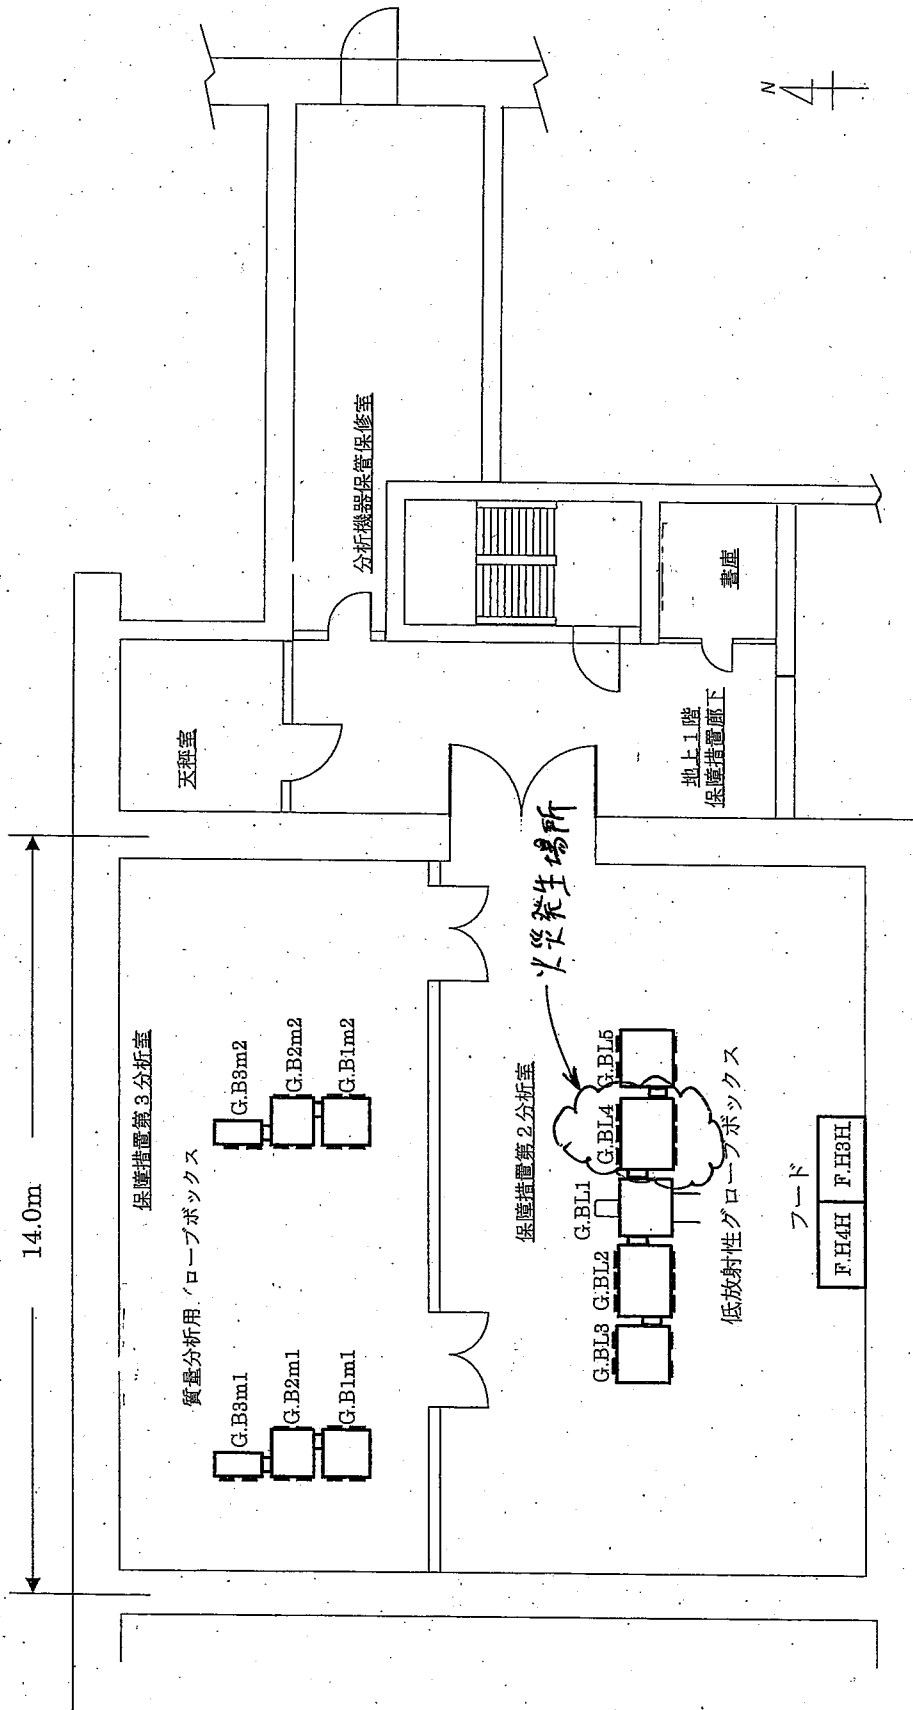 14.0m
保障措置第3分析室
質量分析用
ローブボックス
G.B3m1
G.B2m1
G.B1m1
G.B3m2
G.B2m2
G.B1m2
天秤室
分析機器保管保修室
N
火災発生場所
保障措置第2分析室
G.BL3
G.BL2
G.BL1
G.BL4
G.BL5
低放射性グローブボックス
フード
F.H4H
F.H3H
地上1階
保障措置廊下
書庫